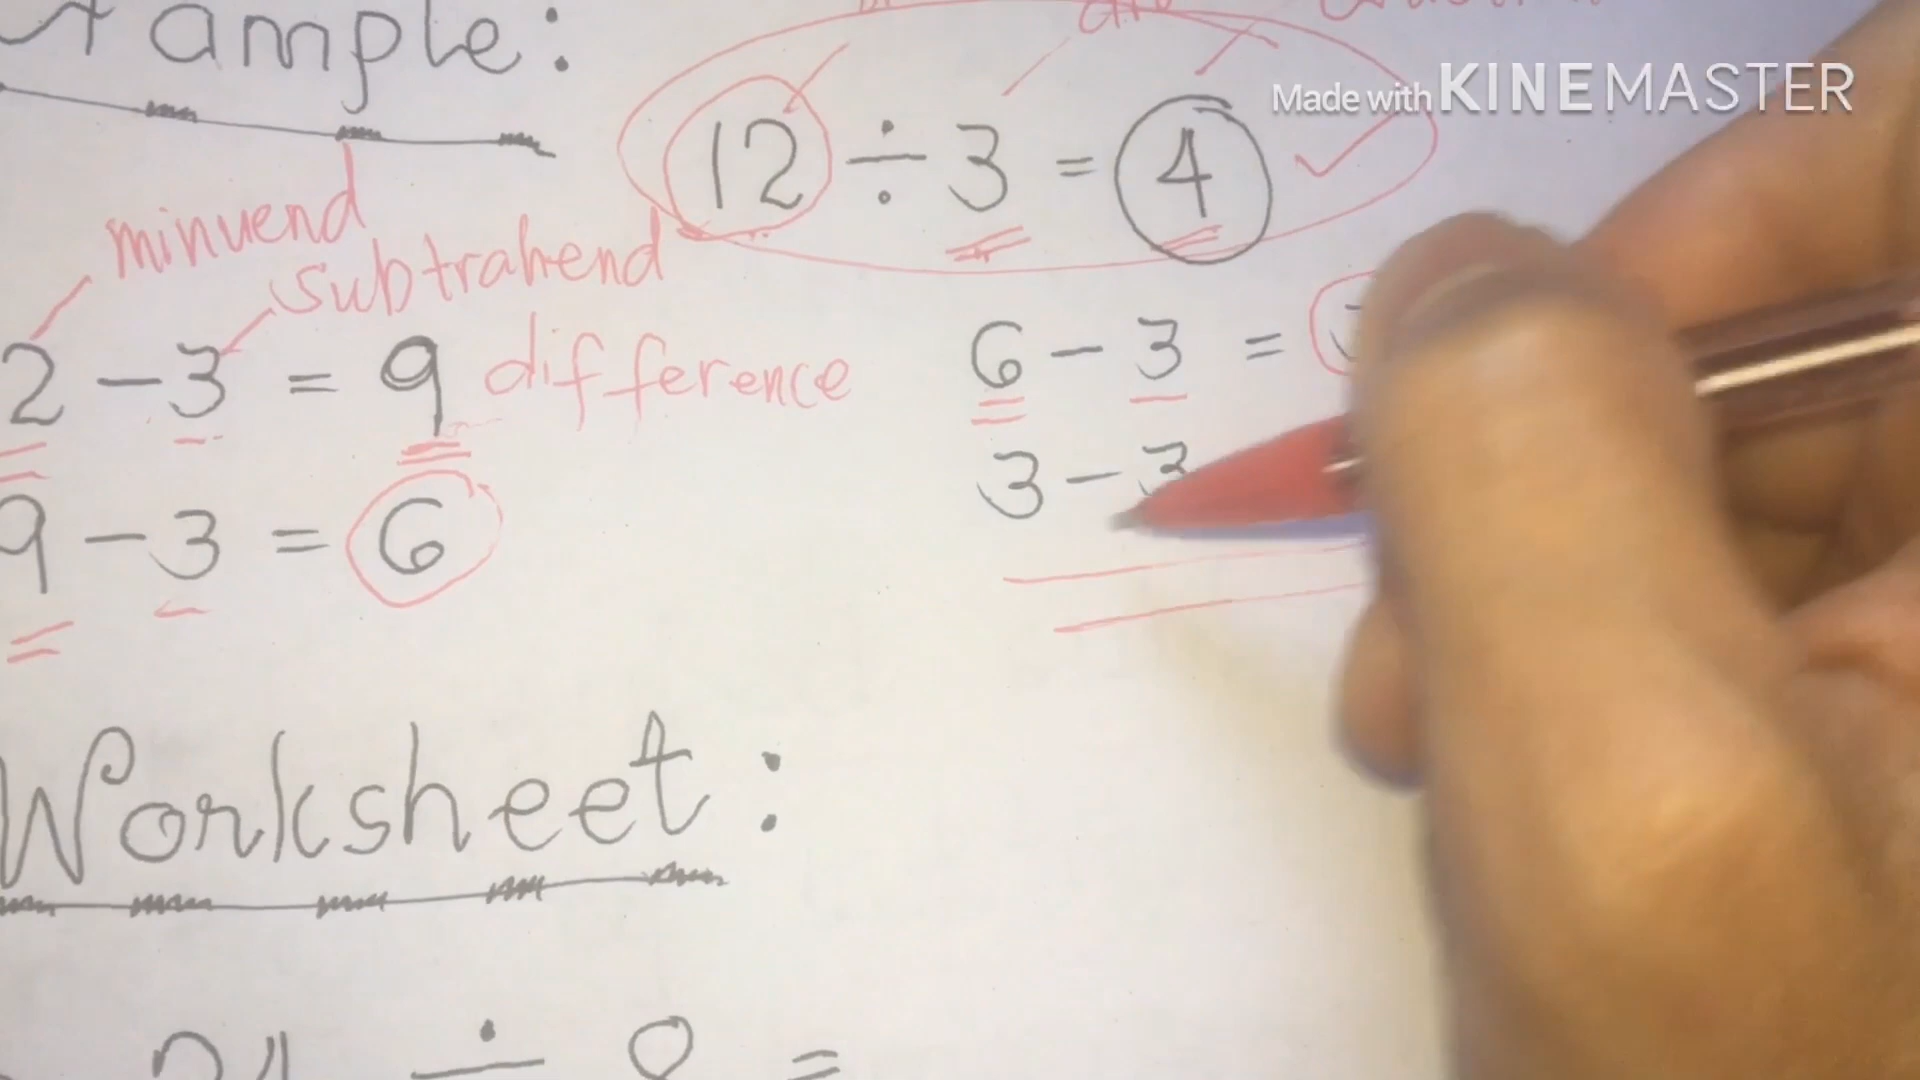 ample:
Made with KINEMASTER
12 ÷ 3 = 4
minuend
subtrahend
2 - 3 = 9 difference
9 - 3 = 6
6 - 3 =
3 - 3
Worksheet:
÷ 8 =